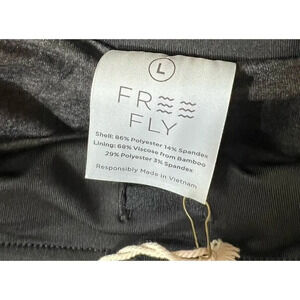 L
FREE
FLY
Shell: 86% Polyester 14% Spandex
Lining: 68% Viscose from Bamboo
29% Polyester 3% Spandex
Responsibly Made in Vietnam